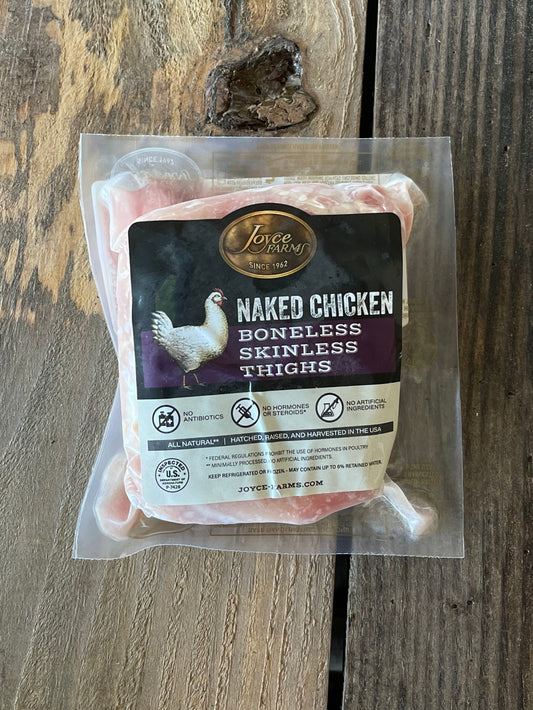 SINCE 1962
Joyce
FARMS
SINCE 1962
NAKED CHICKEN
BONELESS
SKINLESS
THIGHS
NO ANTIBIOTICS
NO HORMONES OR STEROIDS*
NO ARTIFICIAL INGREDIENTS
ALL NATURAL** | HATCHED, RAISED, AND HARVESTED IN THE USA
* FEDERAL REGULATIONS PROHIBIT THE USE OF HORMONES IN POULTRY
** MINIMALLY PROCESSED, NO ARTIFICIAL INGREDIENTS.
KEEP REFRIGERATED OR FROZEN - MAY CONTAIN UP TO 6% RETAINED WATER.
INSPECTED
U.S.
DEPARTMENT OF
AGRICULTURE
P-7428
JOYCE-FARMS.COM